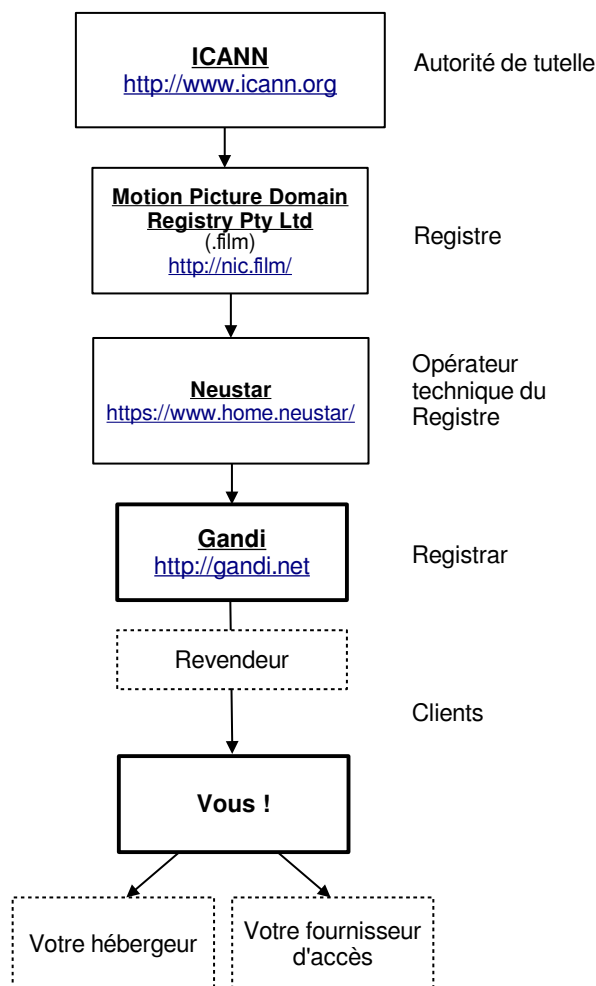 ICANN
http://www.icann.org
Autorité de tutelle
Motion Picture Domain
Registry Pty Ltd
(.film)
http://nic.film/
Registre
Neustar
https://www.home.neustar/
Opérateur
technique du
Registre
Gandi
http://gandi.net
Registrar
Revendeur
Clients
Vous !
Votre hébergeur
Votre fournisseur
d'accès